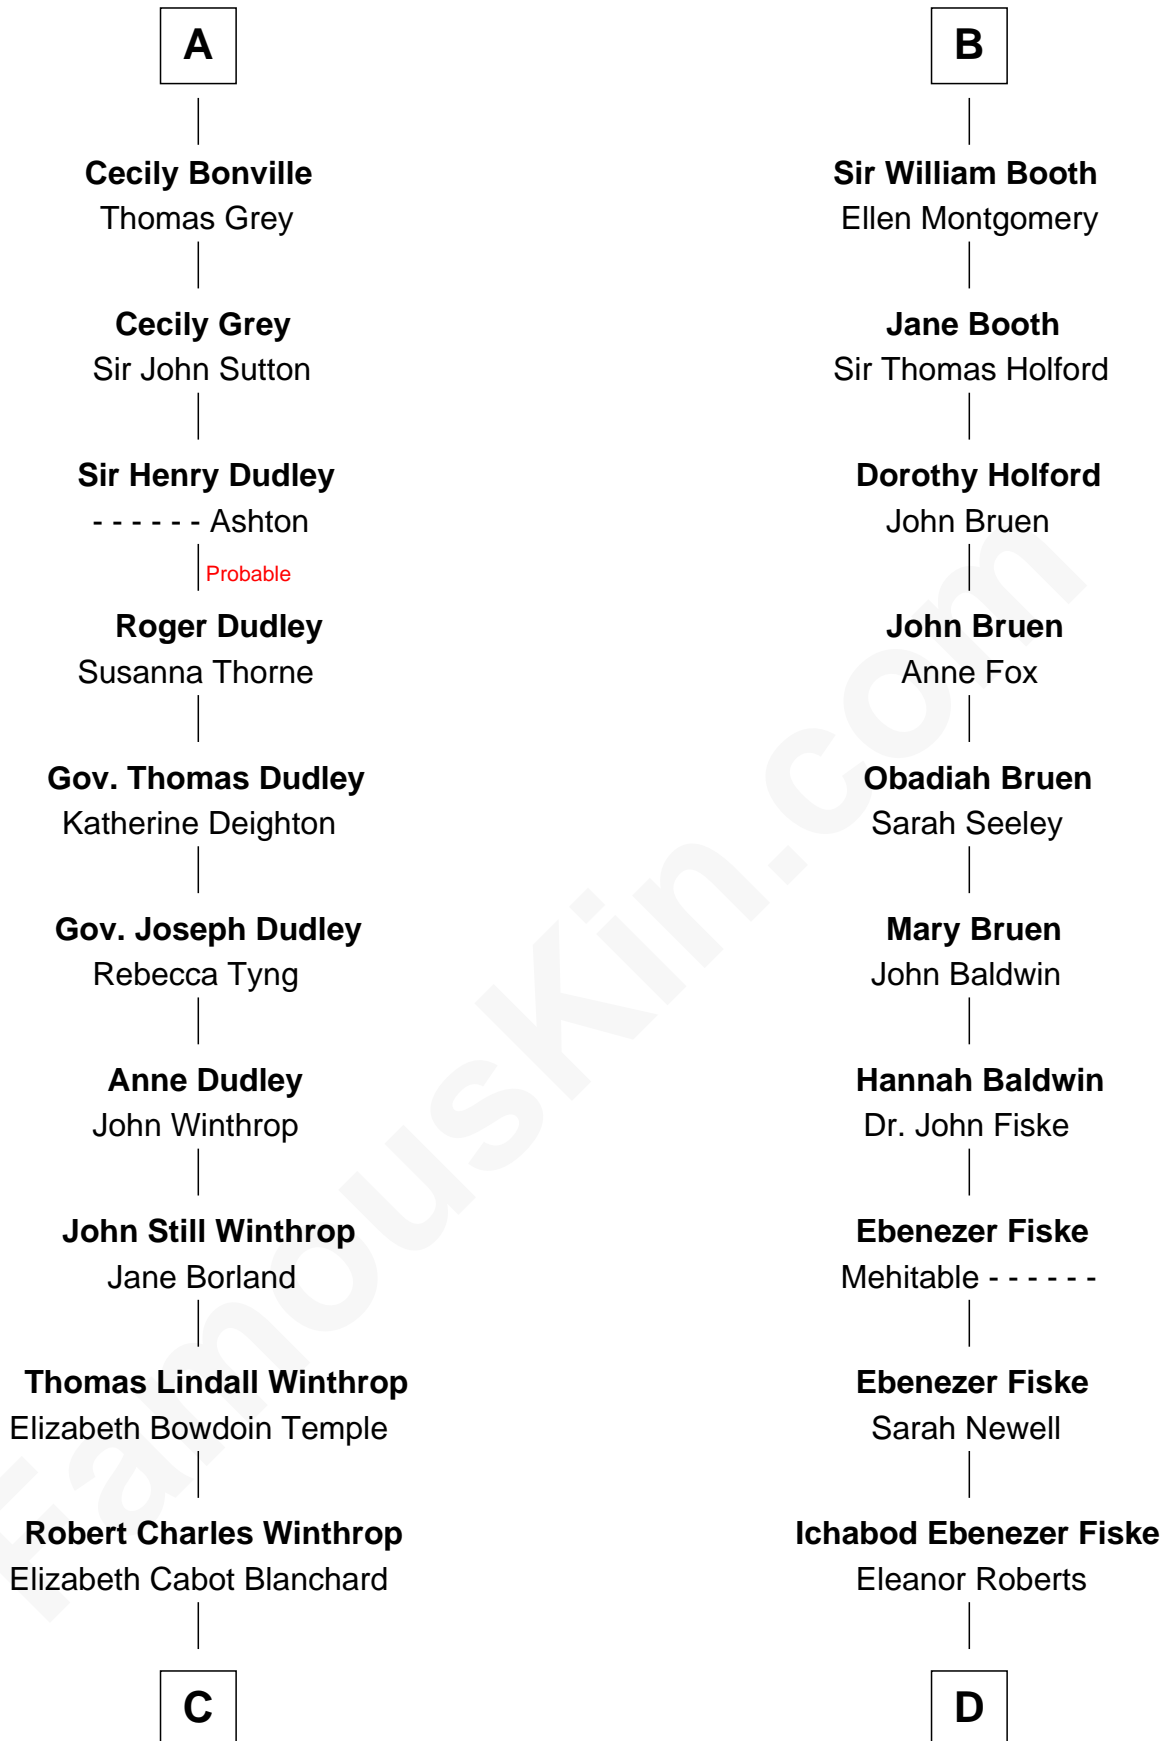 A
Cecily Bonville
Thomas Grey
Cecily Grey
Sir John Sutton
Sir Henry Dudley
- - - - - - Ashton
Probable
Roger Dudley
Susanna Thorne
Gov. Thomas Dudley
Katherine Deighton
Gov. Joseph Dudley
Rebecca Tyng
Anne Dudley
John Winthrop
John Still Winthrop
Jane Borland
Thomas Lindall Winthrop
Elizabeth Bowdoin Temple
Robert Charles Winthrop
Elizabeth Cabot Blanchard
C
B
Sir William Booth
Ellen Montgomery
Jane Booth
Sir Thomas Holford
Dorothy Holford
John Bruen
John Bruen
Anne Fox
Obadiah Bruen
Sarah Seeley
Mary Bruen
John Baldwin
Hannah Baldwin
Dr. John Fiske
Ebenezer Fiske
Mehitable - - - - - -
Ebenezer Fiske
Sarah Newell
Ichabod Ebenezer Fiske
Eleanor Roberts
D
FamousKin.com